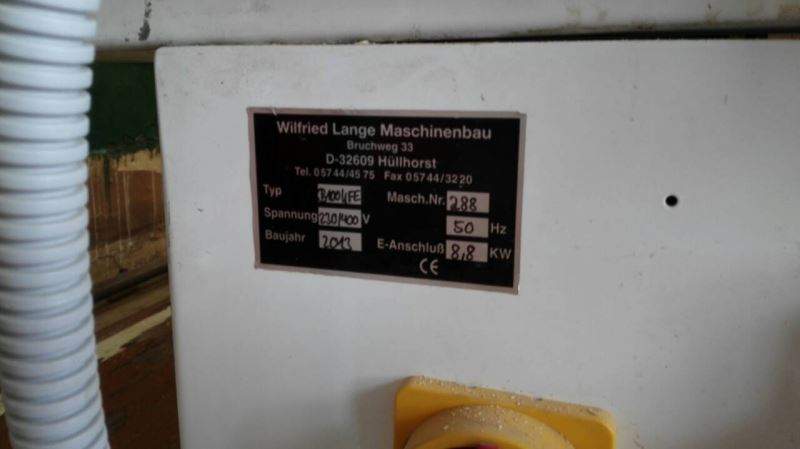 Wilfried Lange Maschinenbau
Bruchweg 33
D-32609 Hüllhorst
Tel. 05744/4575 Fax 05744/3220
Typ Masch.Nr. 288
Spannung 230/400 V 50 Hz
Baujahr 2013 E-Anschluß 8,8 KW
CE